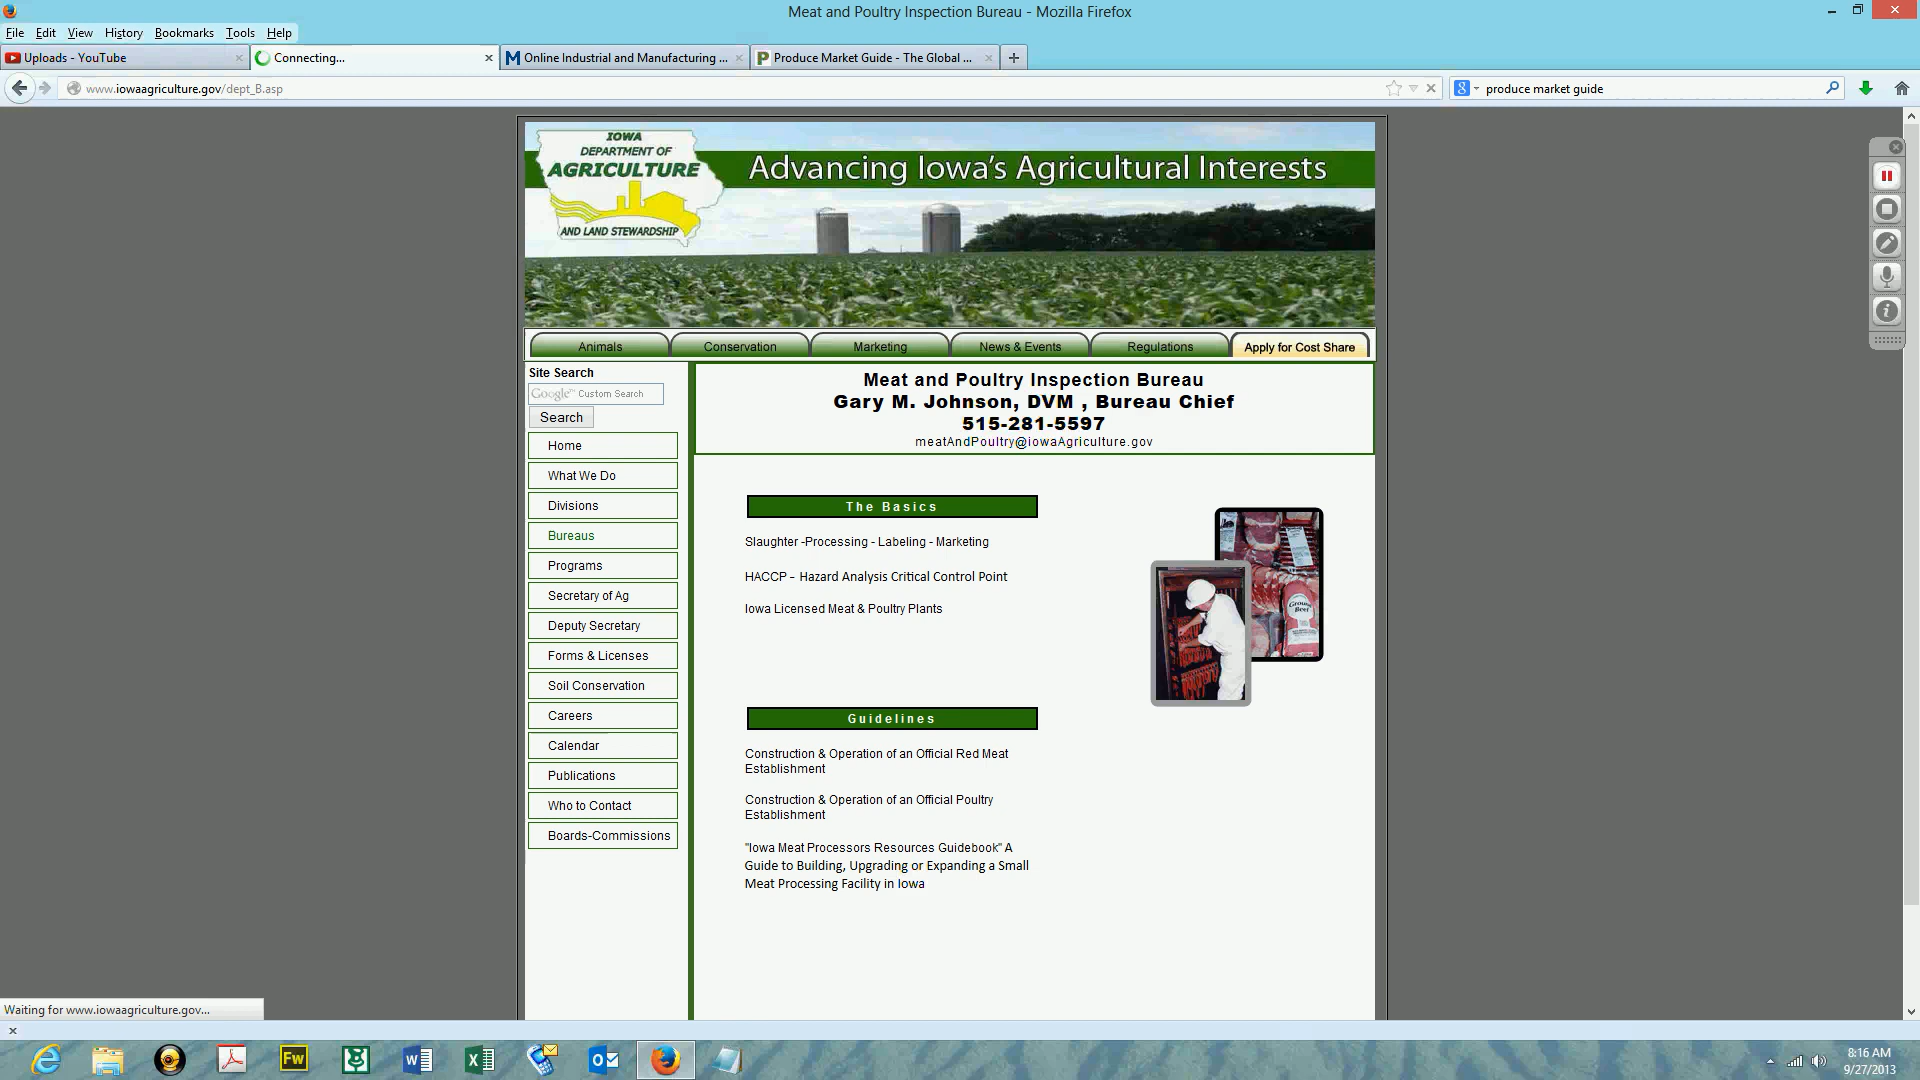 Meat and Poultry Inspection Bureau - Mozilla Firefox
File Edit View History Bookmarks Tools Help
Uploads - YouTube
Connecting...
Online Industrial and Manufacturing ...
Produce Market Guide - The Global ...
www.iowaagriculture.gov/dept_B.asp
produce market guide
IOWA
DEPARTMENT OF
AGRICULTURE
AND LAND STEWARDSHIP
Advancing Iowa's Agricultural Interests
Animals
Conservation
Marketing
News & Events
Regulations
Apply for Cost Share
Site Search
Google™ Custom Search
Search
Home
What We Do
Divisions
Bureaus
Programs
Secretary of Ag
Deputy Secretary
Forms & Licenses
Soil Conservation
Careers
Calendar
Publications
Who to Contact
Boards-Commissions
Meat and Poultry Inspection Bureau
Gary M. Johnson, DVM , Bureau Chief
515-281-5597
meatAndPoultry@iowaAgriculture.gov
The Basics
Slaughter -Processing - Labeling - Marketing
HACCP – Hazard Analysis Critical Control Point
Iowa Licensed Meat & Poultry Plants
Ground
Beef
Guidelines
Construction & Operation of an Official Red Meat
Establishment
Construction & Operation of an Official Poultry
Establishment
"Iowa Meat Processors Resources Guidebook" A
Guide to Building, Upgrading or Expanding a Small
Meat Processing Facility in Iowa
Waiting for www.iowaagriculture.gov...
Fw
8:16 AM
9/27/2013